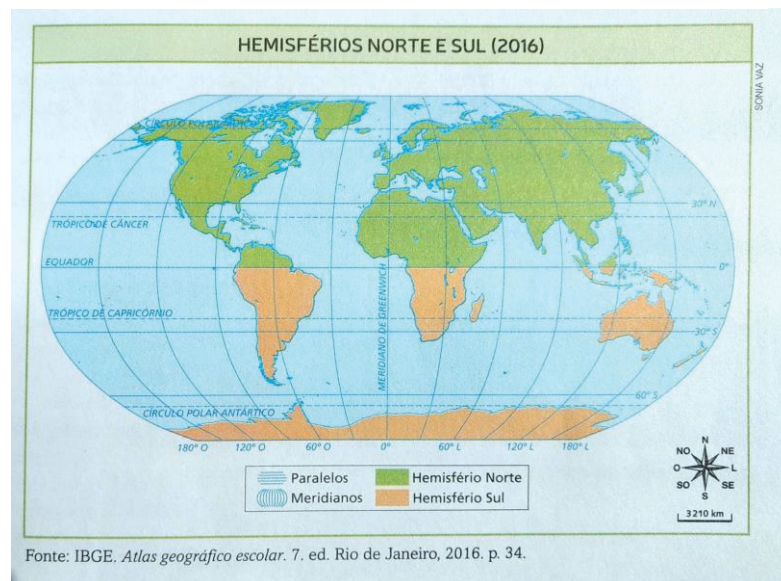 HEMISFÉRIOS NORTE E SUL (2016)
SONIA VAZ
CÍRCULO POLAR ÁRTICO
60° N
30° N
TRÓPICO DE CÂNCER
EQUADOR
0°
MERIDIANO DE GREENWICH
TRÓPICO DE CAPRICÓRNIO
30° S
60° S
CÍRCULO POLAR ANTÁRTICO
180° O 120° O 60° O 0° 60° L 120° L 180° L
Paralelos
Meridianos
Hemisfério Norte
Hemisfério Sul
N
NO NE
O L
SO SE
S
3 210 km
Fonte: IBGE. Atlas geográfico escolar. 7. ed. Rio de Janeiro, 2016. p. 34.